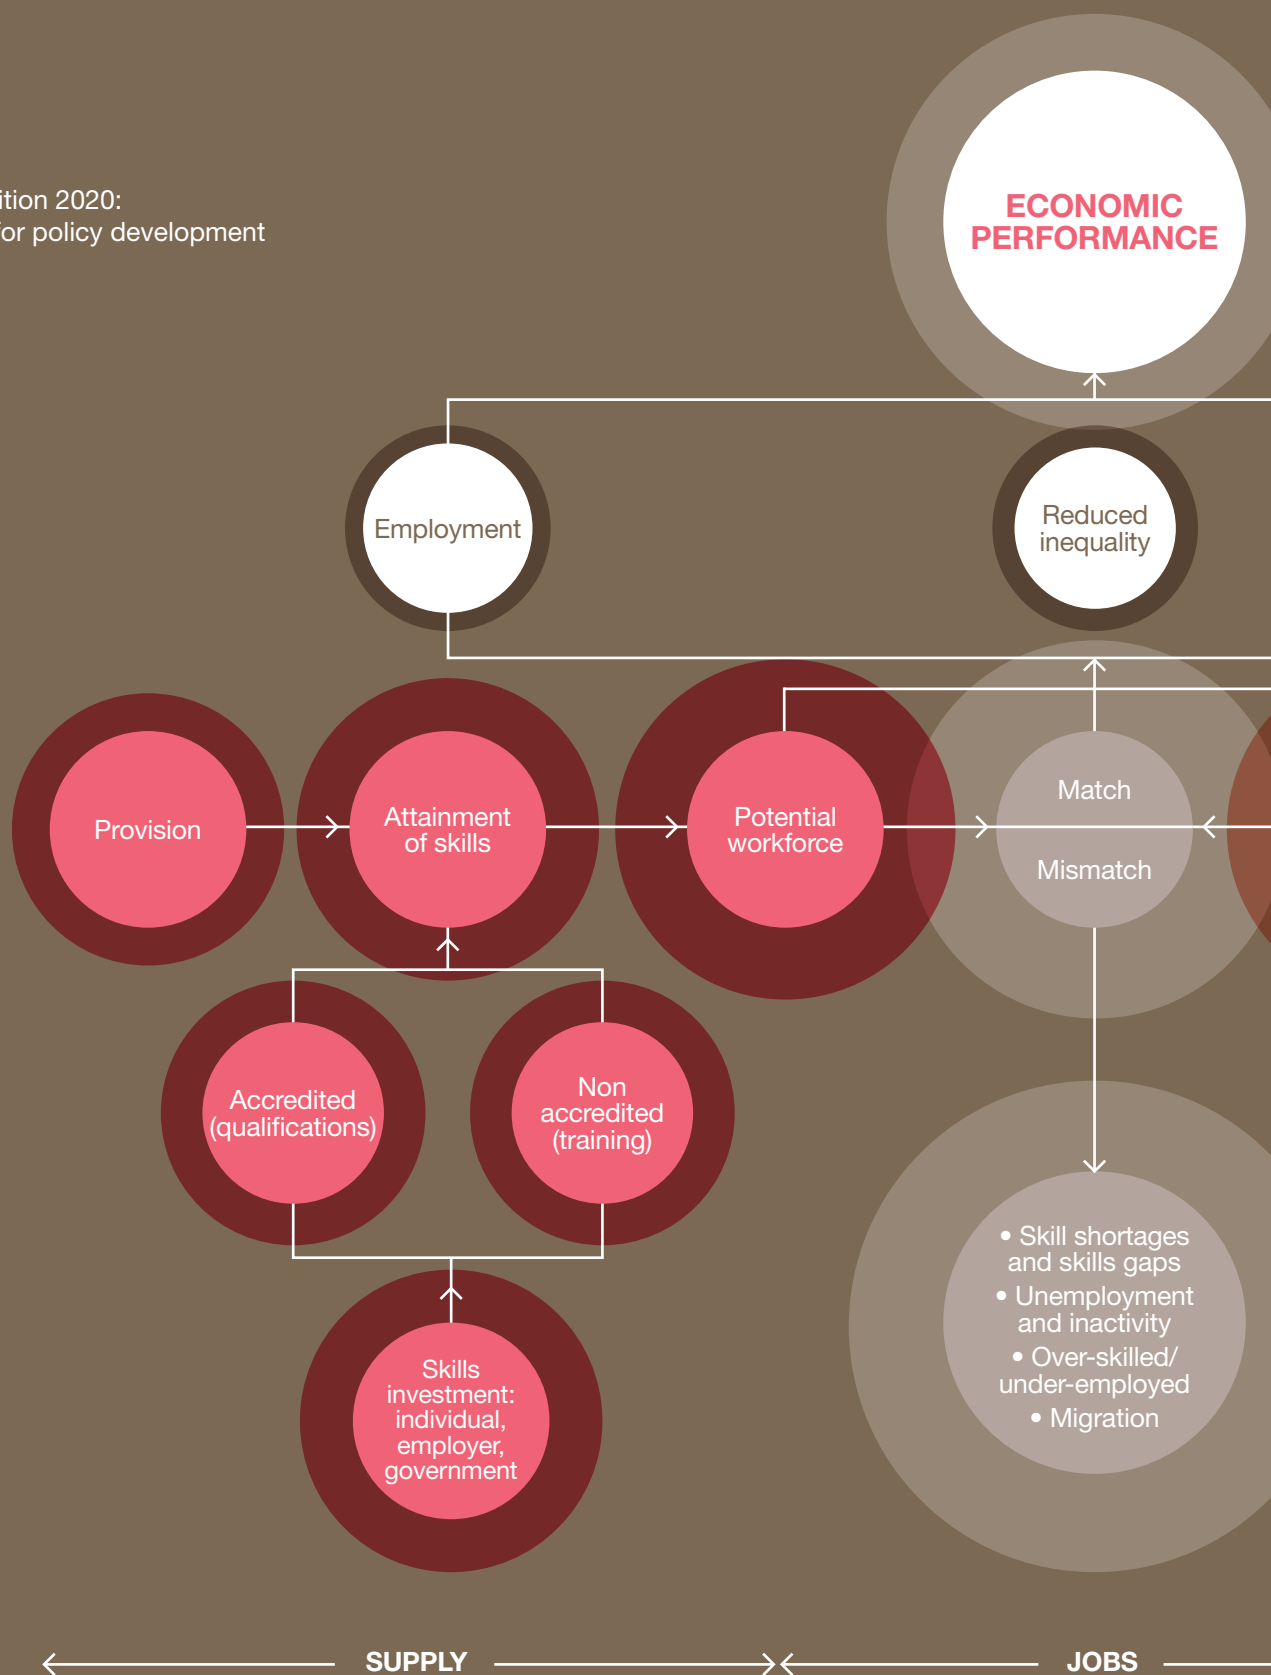 ition 2020:
for policy development
ECONOMIC
PERFORMANCE
Employment
Reduced
inequality
Provision
Attainment
of skills
Potential
workforce
Match
Mismatch
Accredited
(qualifications)
Non
accredited
(training)
• Skill shortages
and skills gaps
• Unemployment
and inactivity
• Over-skilled/
under-employed
• Migration
Skills
investment:
individual,
employer,
government
SUPPLY
JOBS